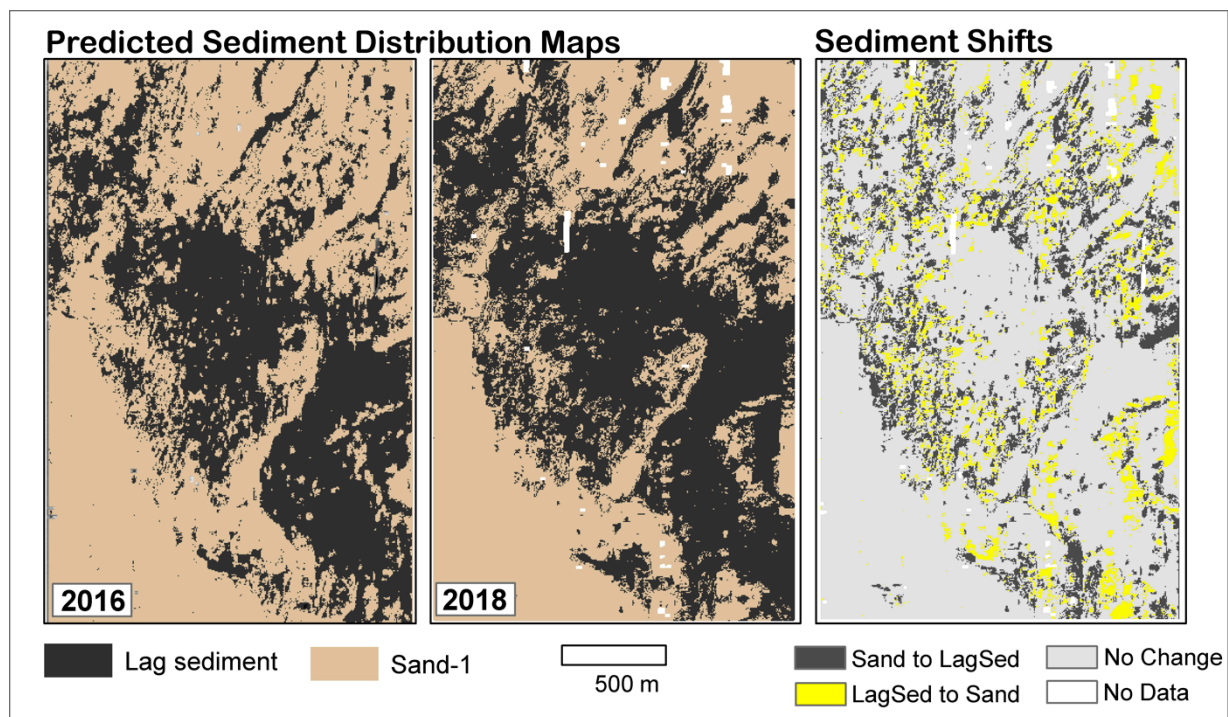 Predicted Sediment Distribution Maps
Sediment Shifts
2016
2018
Lag sediment
Sand-1
500 m
Sand to LagSed
No Change
LagSed to Sand
No Data